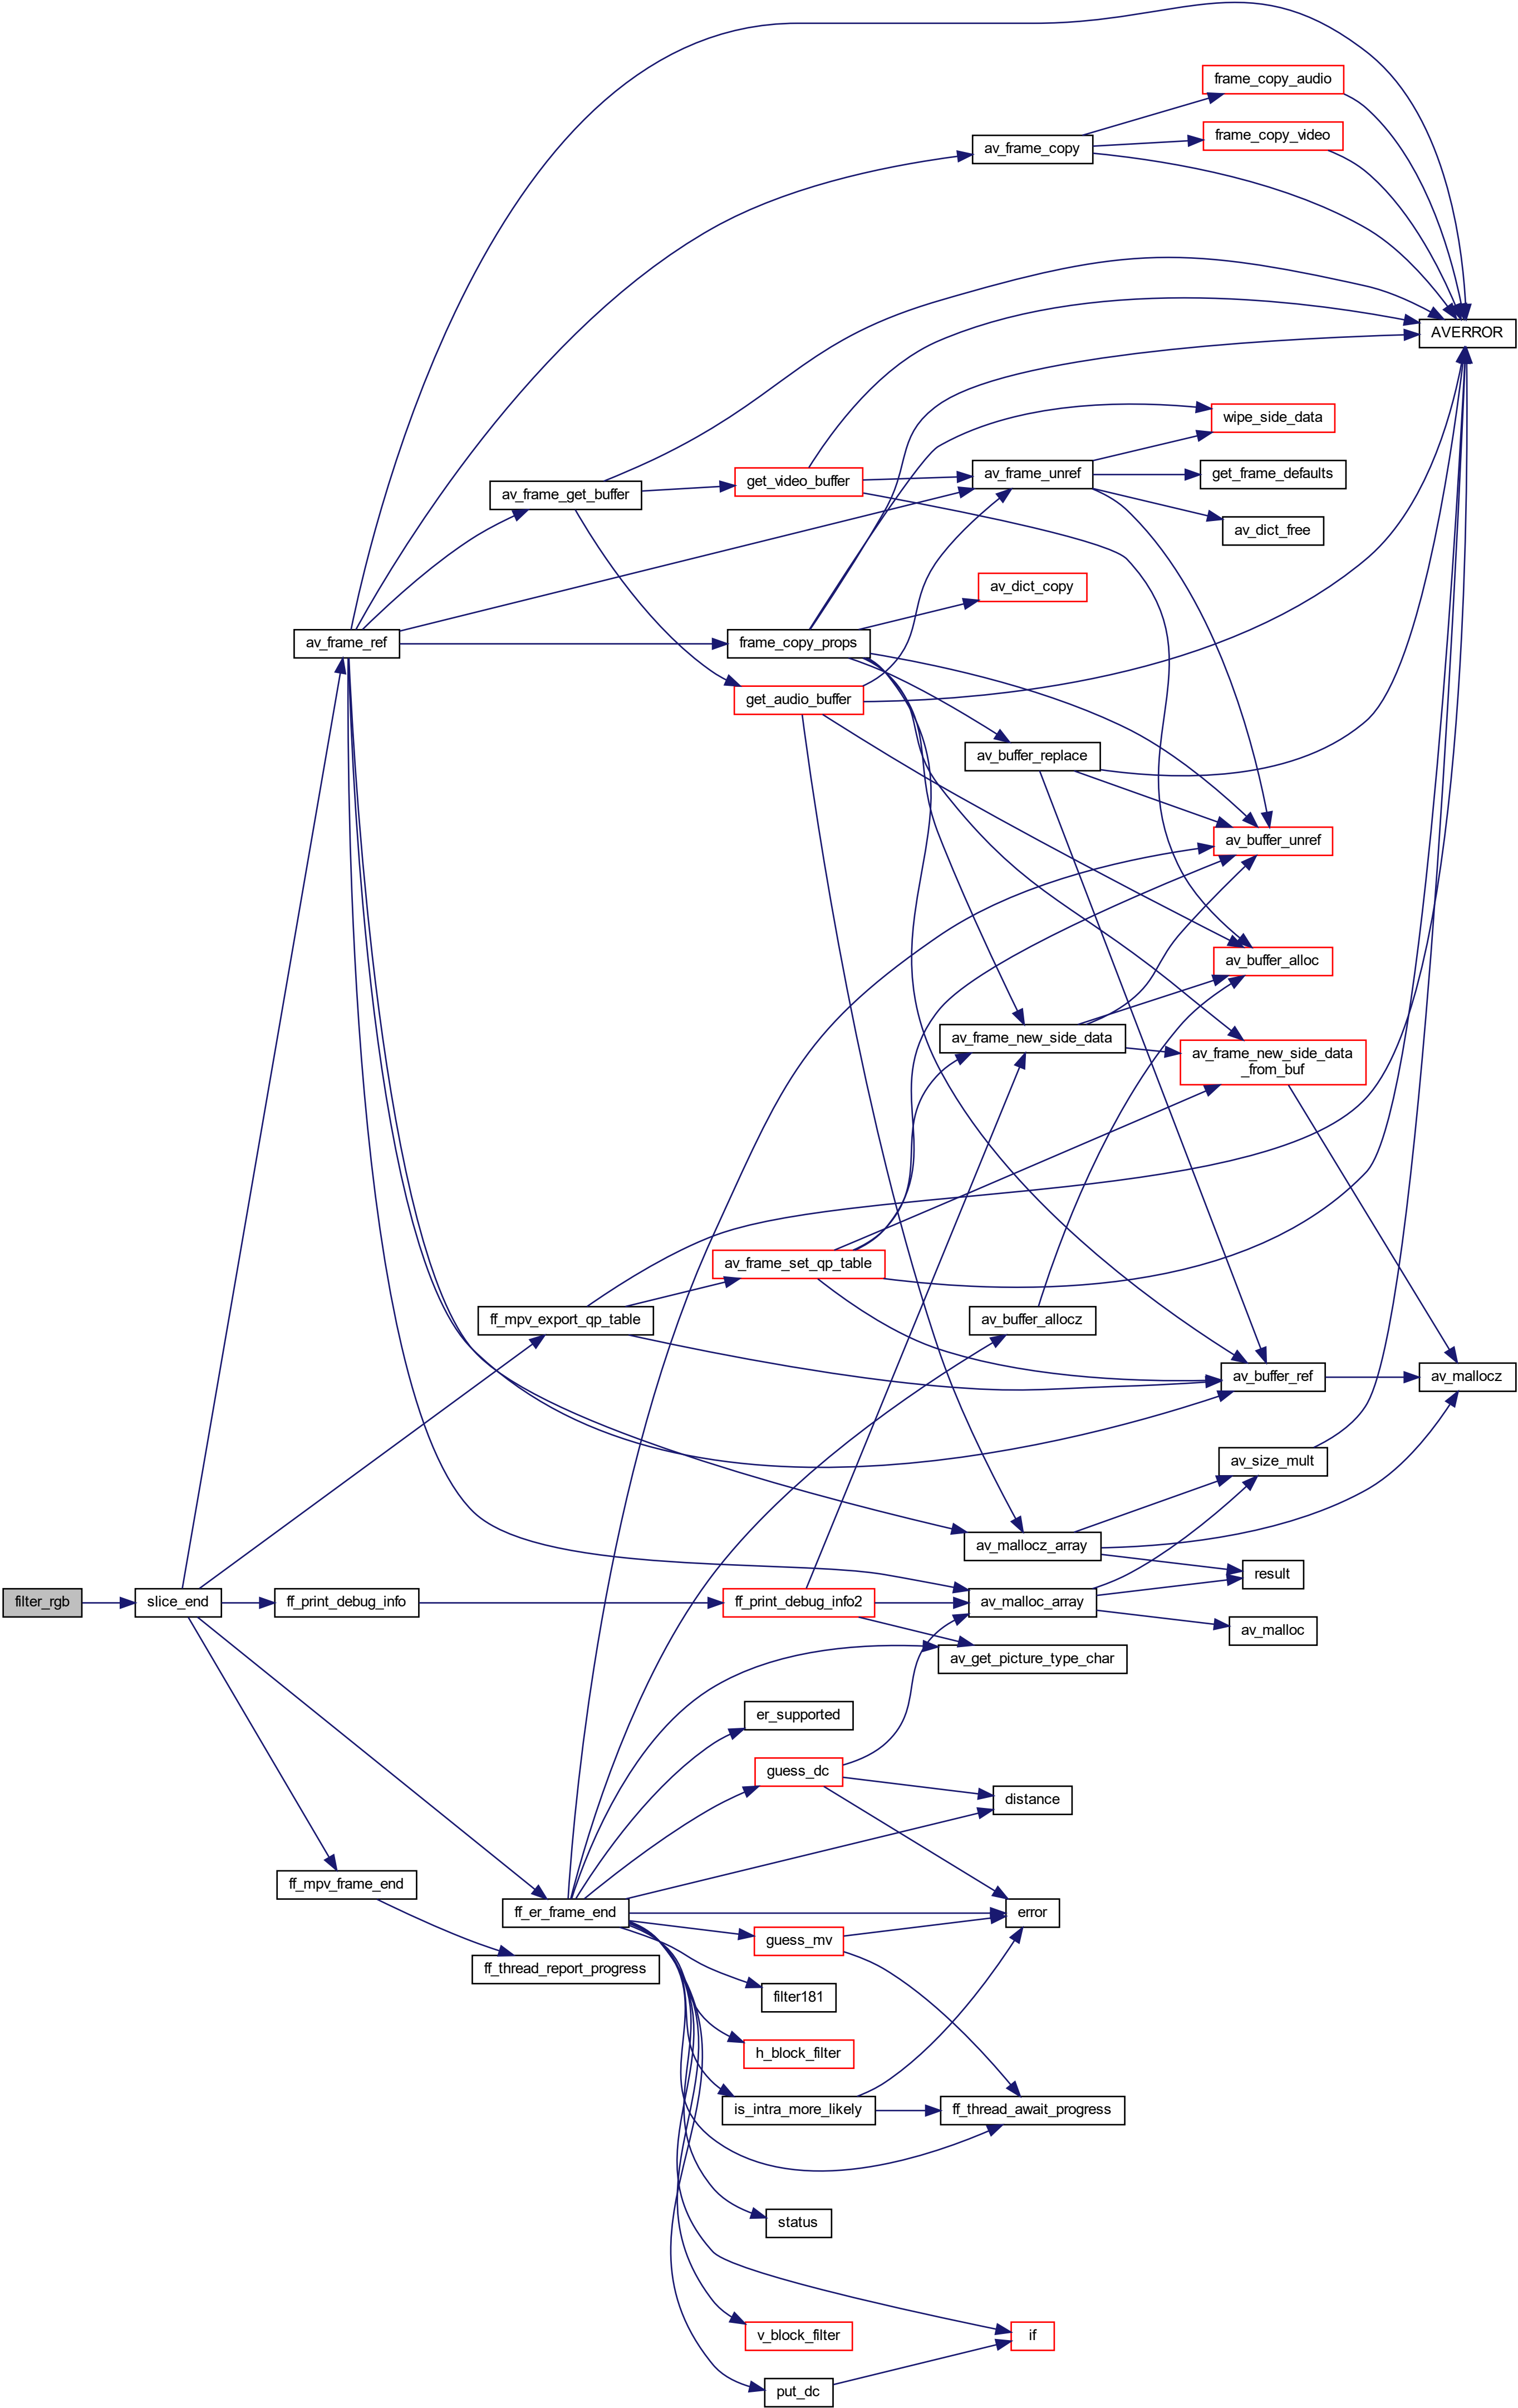 frame_copy_audio
frame_copy_video
av_frame_copy
AVERROR
wipe_side_data
get_video_buffer
av_frame_unref
get_frame_defaults
av_frame_get_buffer
av_dict_free
av_dict_copy
av_frame_ref
frame_copy_props
get_audio_buffer
av_buffer_replace
av_buffer_unref
av_buffer_alloc
av_frame_new_side_data
av_frame_new_side_data
_from_buf
av_frame_set_qp_table
ff_mpv_export_qp_table
av_buffer_allocz
av_buffer_ref
av_mallocz
av_size_mult
av_mallocz_array
result
filter_rgb
slice_end
ff_print_debug_info
ff_print_debug_info2
av_malloc_array
av_malloc
av_get_picture_type_char
er_supported
guess_dc
distance
ff_mpv_frame_end
ff_er_frame_end
error
guess_mv
ff_thread_report_progress
filter181
h_block_filter
is_intra_more_likely
ff_thread_await_progress
status
v_block_filter
if
put_dc